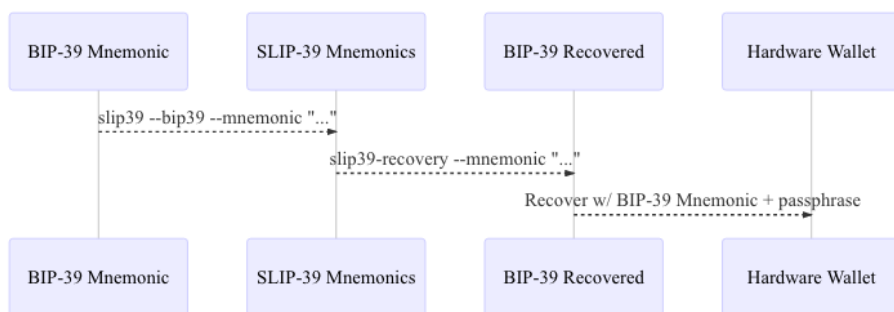 BIP-39 Mnemonic
SLIP-39 Mnemonics
BIP-39 Recovered
Hardware Wallet
slip39 --bip39 --mnemonic "..."
slip39-recovery --mnemonic "..."
Recover w/ BIP-39 Mnemonic + passphrase
BIP-39 Mnemonic
SLIP-39 Mnemonics
BIP-39 Recovered
Hardware Wallet